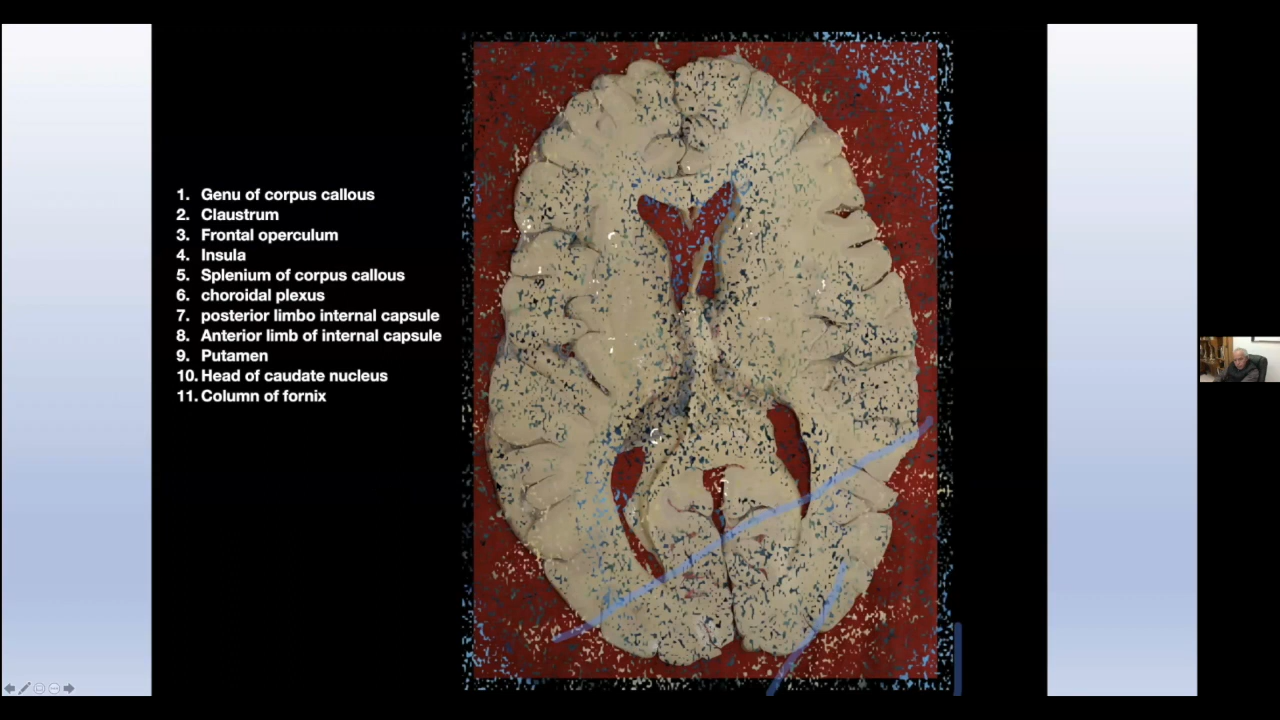 1. Genu of corpus callous
2. Claustrum
3. Frontal operculum
4. Insula
5. Splenium of corpus callous
6. choroidal plexus
7. posterior limbo internal capsule
8. Anterior limb of internal capsule
9. Putamen
10. Head of caudate nucleus
11. Column of fornix